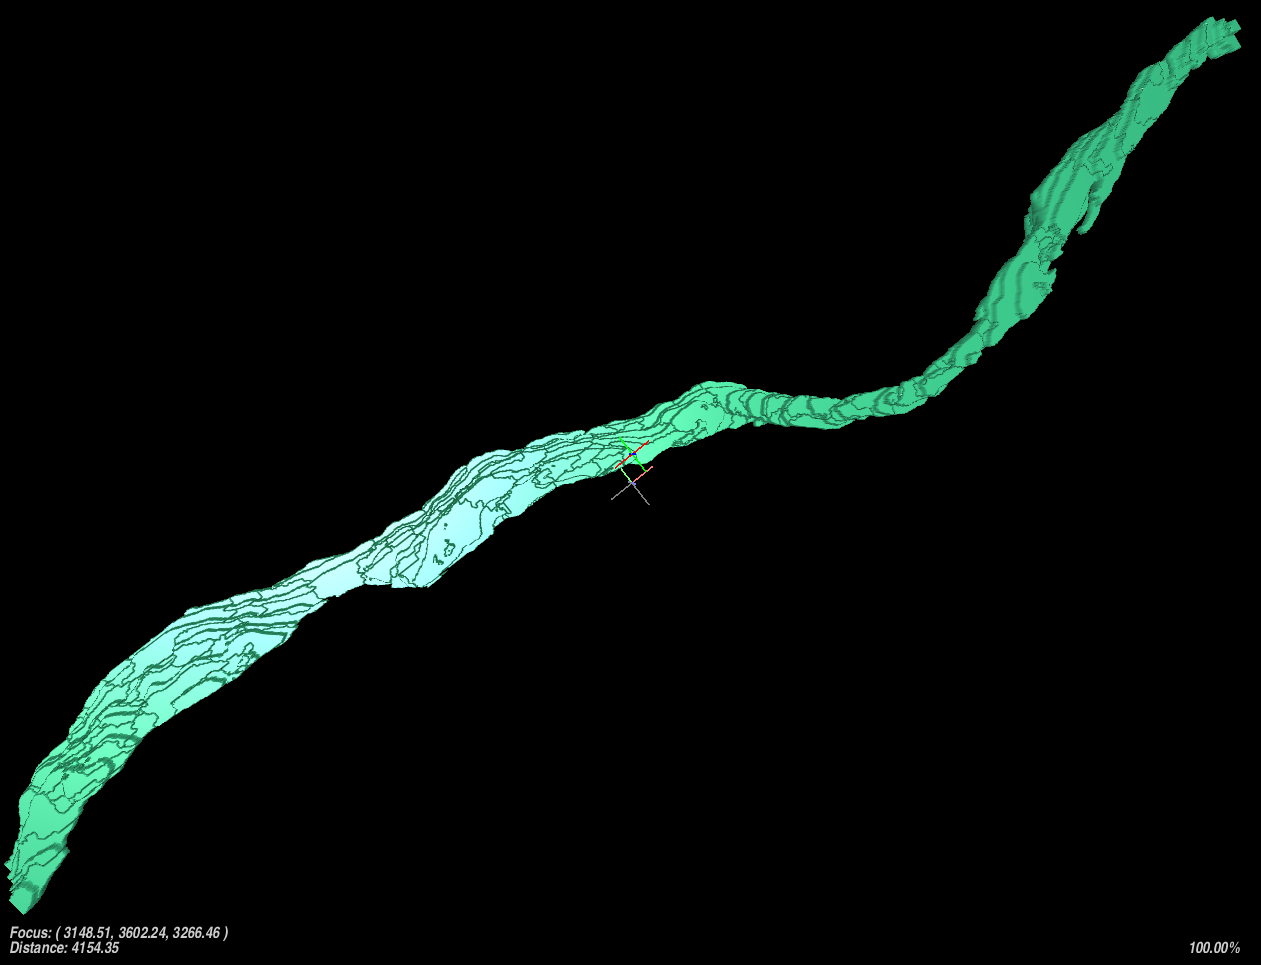 Focus: ( 3148.51, 3602.24, 3266.46 )
Distance: 4154.35
100.00%